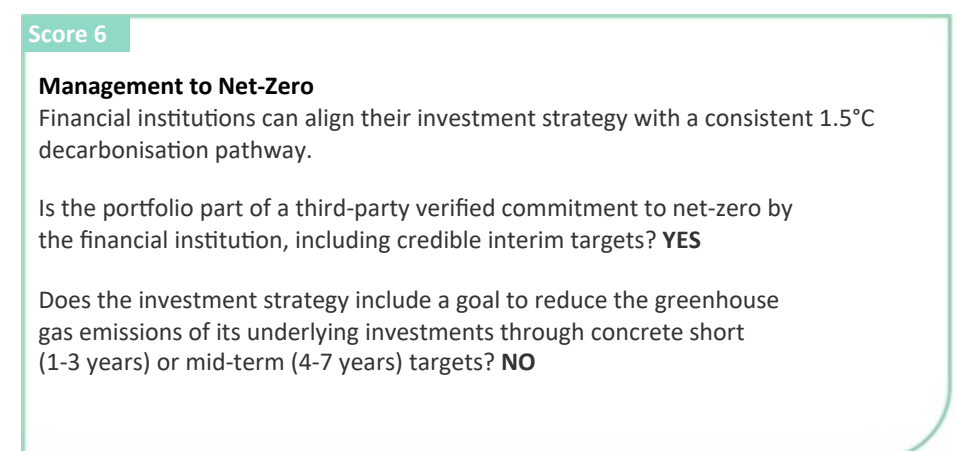 Score 6
Management to Net-Zero
Financial institutions can align their investment strategy with a consistent 1.5°C
decarbonisation pathway.
Is the portfolio part of a third-party verified commitment to net-zero by
the financial institution, including credible interim targets? YES
Does the investment strategy include a goal to reduce the greenhouse
gas emissions of its underlying investments through concrete short
(1-3 years) or mid-term (4-7 years) targets? NO